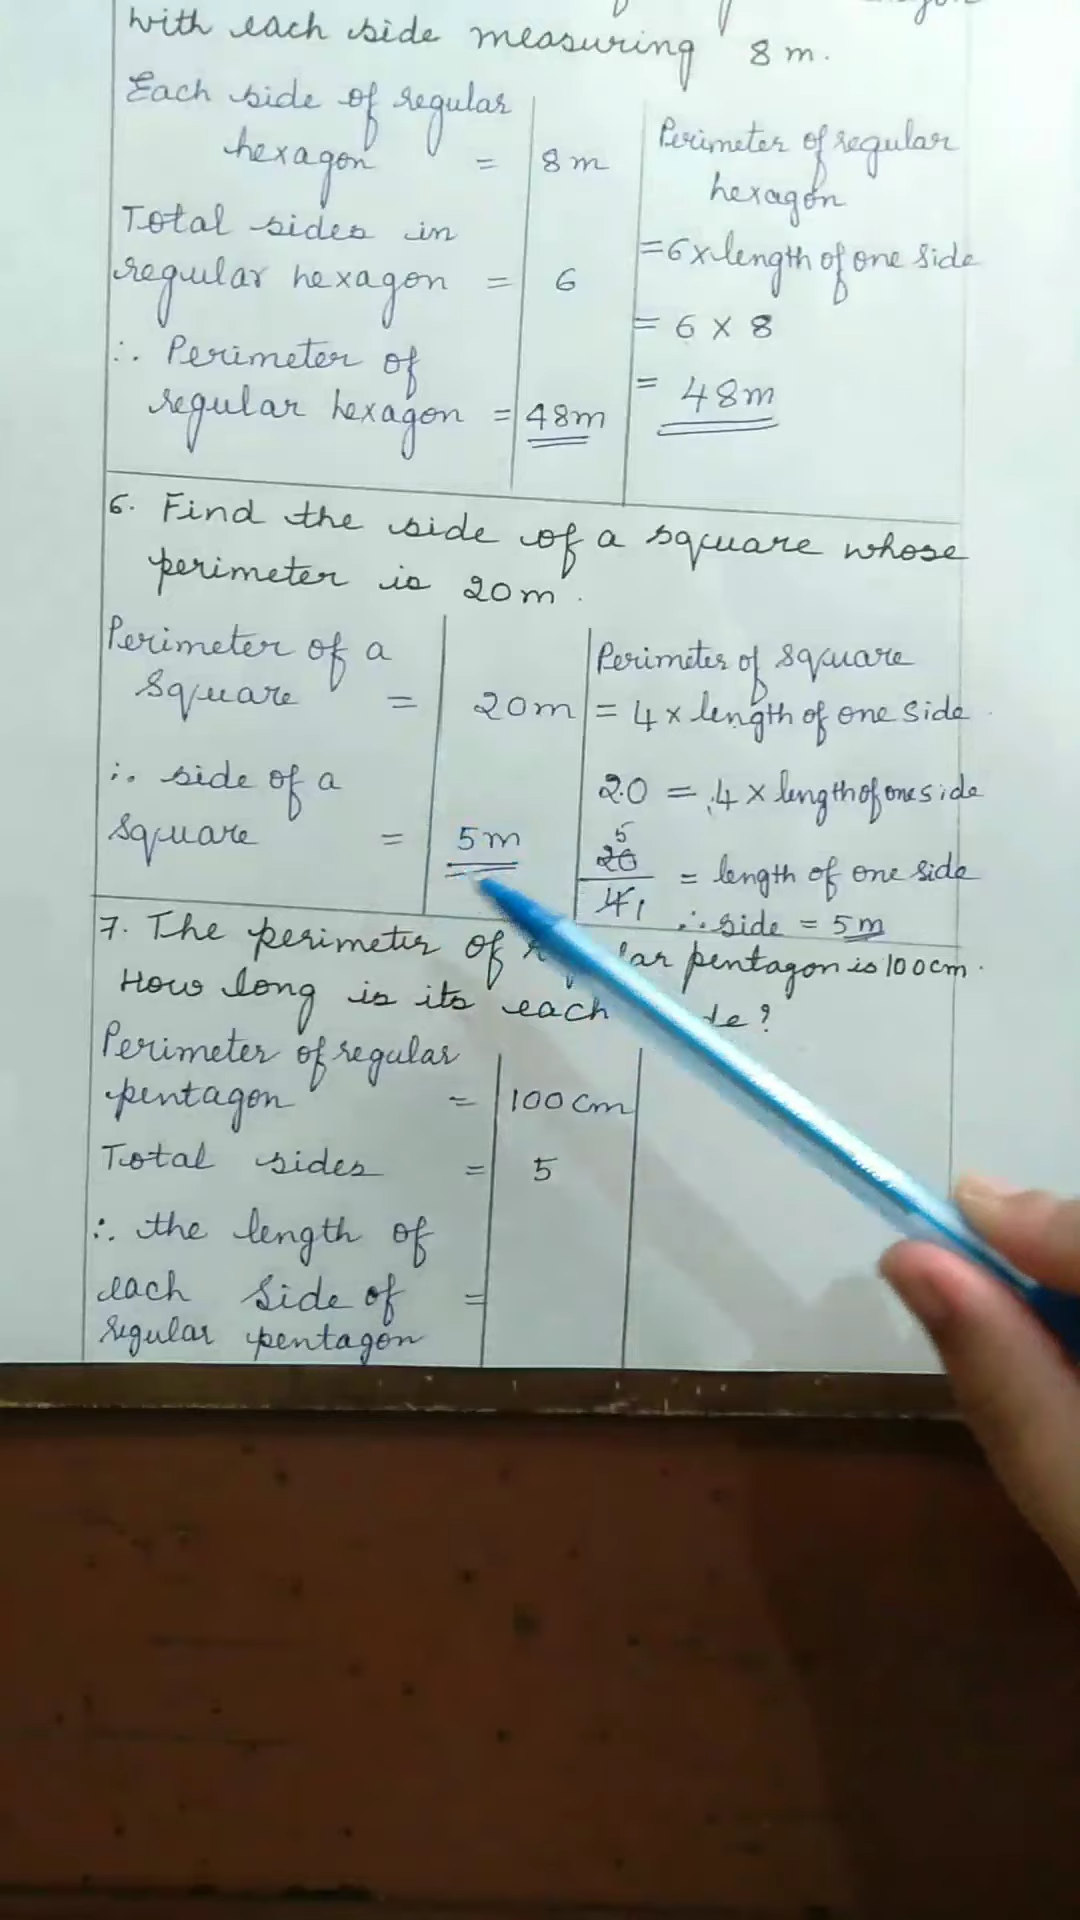 with each side measuring 8 m.
Each side of regular
hexagon = 8 m
Total sides in
regular hexagon = 6
∴ Perimeter of
regular hexagon = 48m
Perimeter of regular
hexagon
= 6 x length of one side
= 6 x 8
= 48m
6. Find the side of a square whose
perimeter is 20m.
Perimeter of a
square = 20m
∴ side of a
square = 5m
Perimeter of square
= 4 x length of one side.
20 = 4 x length of one side
5
20
4 1
= length of one side
∴ side = 5m
7. The perimeter of pentagon is 100cm.
How long is its each
Perimeter of regular
pentagon = 100 cm
Total sides = 5
∴ the length of
each side of =
regular pentagon